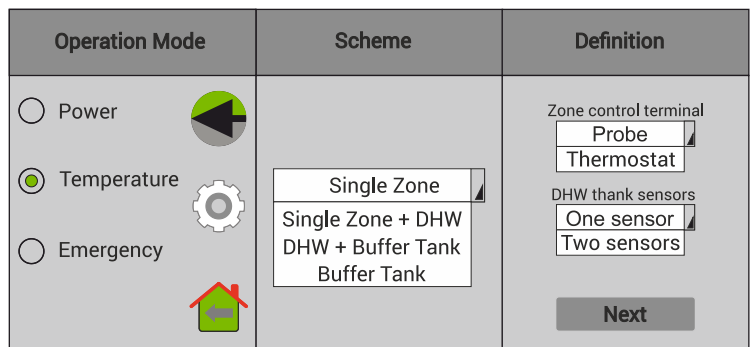 Operation Mode
Scheme
Definition
Power
Temperature
Emergency
Single Zone
Single Zone + DHW
DHW + Buffer Tank
Buffer Tank
Zone control terminal
Probe
Thermostat
DHW thank sensors
One sensor
Two sensors
Next